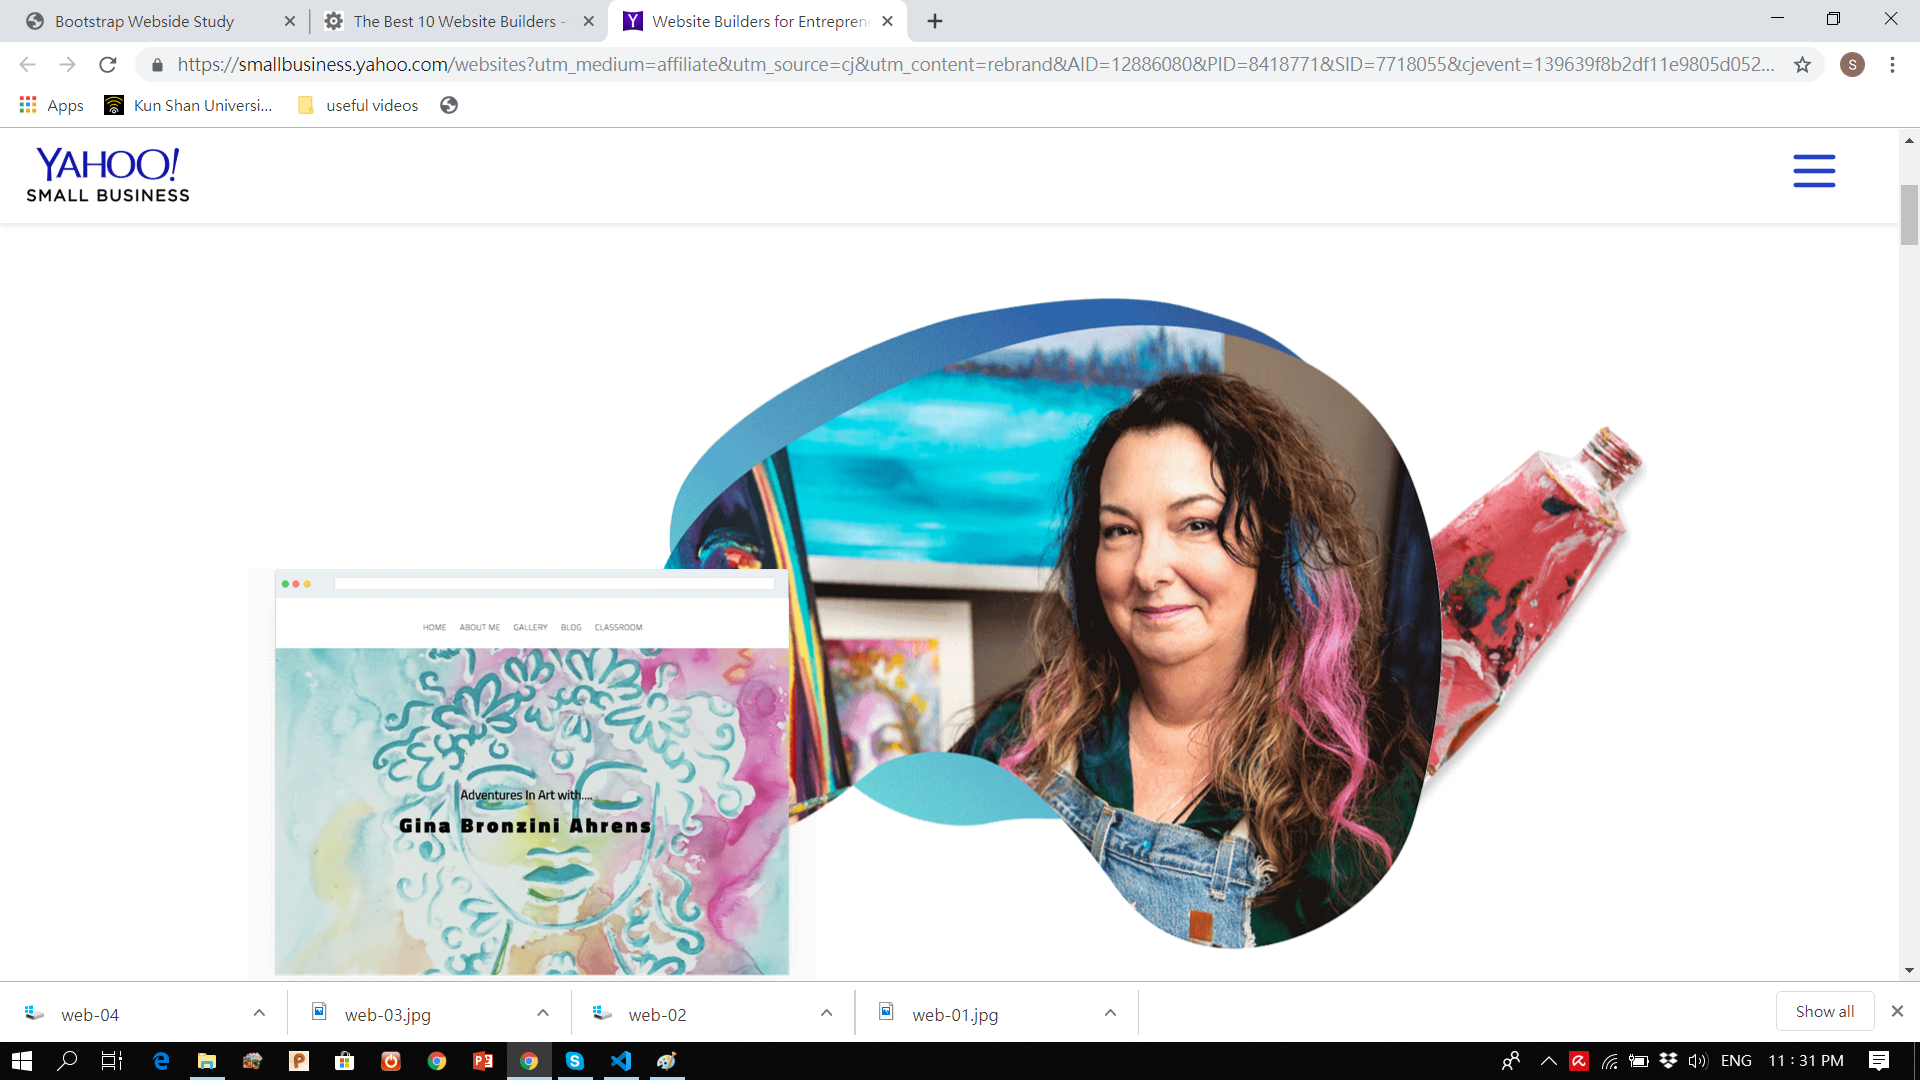 Bootstrap Webside Study
The Best 10 Website Builders -
Website Builders for Entreprene
https://smallbusiness.yahoo.com/websites?utm_medium=affiliate&utm_source=cj&utm_content=rebrand&AID=12886080&PID=8418771&SID=7718055&cjevent=139639f8b2df11e9805d052...
S
Apps
Kun Shan Universi...
useful videos
YAHOO!
SMALL BUSINESS
HOME ABOUT ME GALLERY BLOG CLASSROOM
Adventures In Art with....
Gina Bronzini Ahrens
web-04
web-03.jpg
web-02
web-01.jpg
Show all
ENG
11 : 31 PM